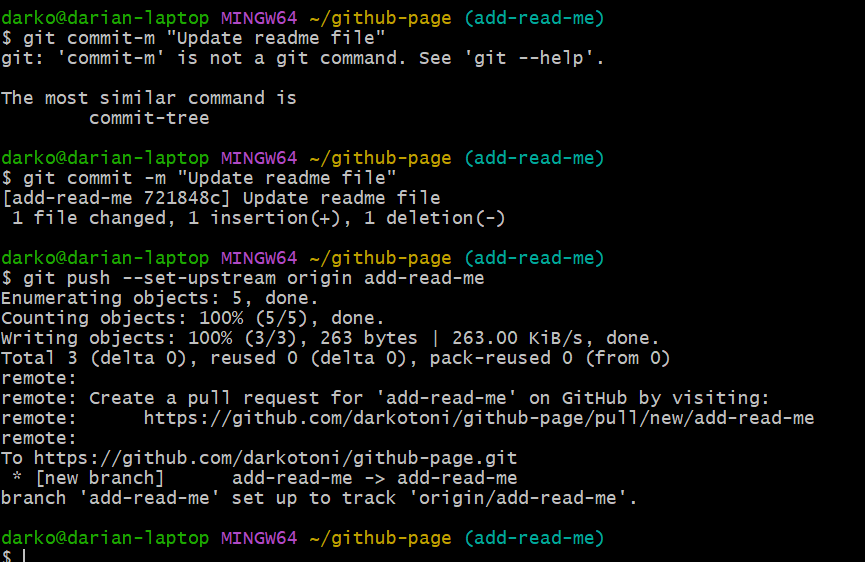 darko@darian-laptop MINGW64 ~/github-page (add-read-me)
$ git commit-m "Update readme file"
git: 'commit-m' is not a git command. See 'git --help'.
The most similar command is
commit-tree
darko@darian-laptop MINGW64 ~/github-page (add-read-me)
$ git commit -m "Update readme file"
[add-read-me 721848c] Update readme file
1 file changed, 1 insertion(+), 1 deletion(-)
darko@darian-laptop MINGW64 ~/github-page (add-read-me)
$ git push --set-upstream origin add-read-me
Enumerating objects: 5, done.
Counting objects: 100% (5/5), done.
Writing objects: 100% (3/3), 263 bytes | 263.00 KiB/s, done.
Total 3 (delta 0), reused 0 (delta 0), pack-reused 0 (from 0)
remote:
remote: Create a pull request for 'add-read-me' on GitHub by visiting:
remote:      https://github.com/darkotoni/github-page/pull/new/add-read-me
remote:
To https://github.com/darkotoni/github-page.git
* [new branch]      add-read-me -> add-read-me
branch 'add-read-me' set up to track 'origin/add-read-me'.
darko@darian-laptop MINGW64 ~/github-page (add-read-me)
$